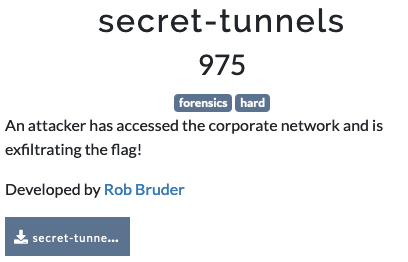 secret-tunnels
975
forensics hard
An attacker has accessed the corporate network and is
exfiltrating the flag!
Developed by Rob Bruder
secret-tunne...